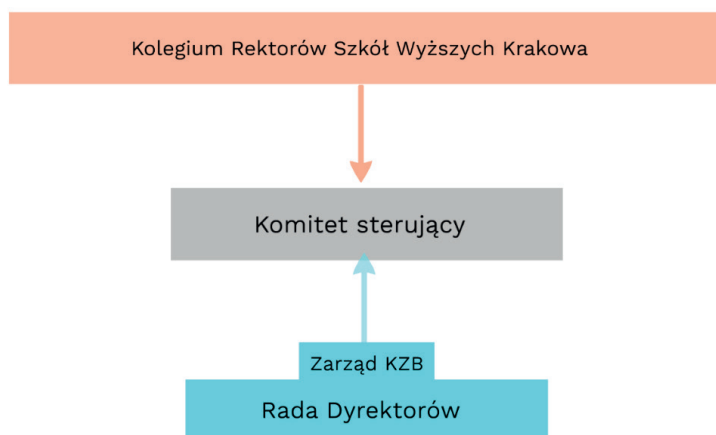 Kolegium Rektorów Szkół Wyższych Krakowa
Komitet sterujący
Zarząd KZB
Rada Dyrektorów